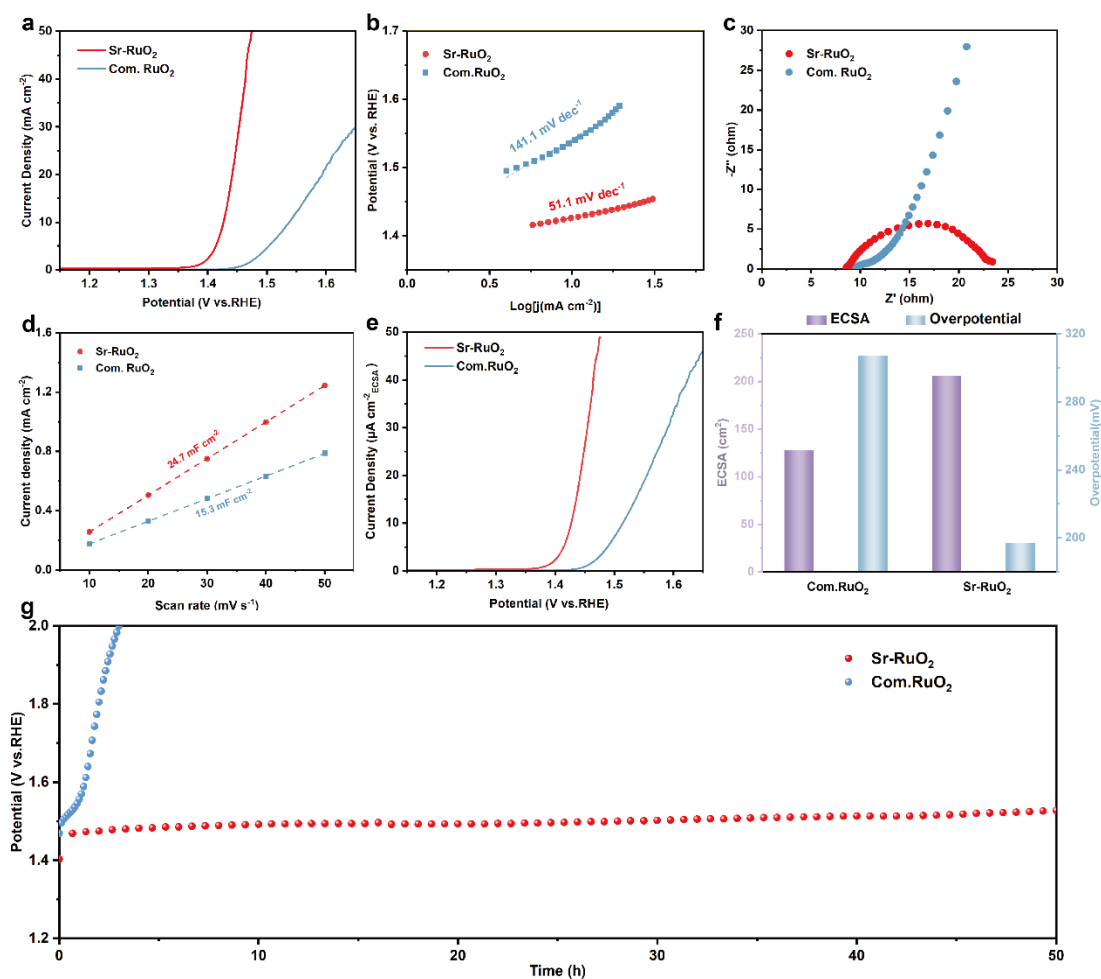 a
50
40
30
20
10
0
Current Density (mA cm⁻²)
Sr-RuO₂
Com. RuO₂
1.2
1.3
1.4
1.5
1.6
Potential (V vs.RHE)
b
1.7
1.6
1.5
1.4
Potential (V vs. RHE)
Sr-RuO₂
Com.RuO₂
141.1 mV dec⁻¹
51.1 mV dec⁻¹
0.0
0.5
1.0
1.5
Log[j(mA cm⁻²)]
c
30
25
20
15
10
5
0
-Z'' (ohm)
Sr-RuO₂
Com. RuO₂
0
5
10
15
20
25
30
Z' (ohm)
d
1.6
1.2
0.8
0.4
0.0
Current density (mA cm⁻²)
Sr-RuO₂
Com. RuO₂
24.7 mF cm⁻²
15.3 mF cm⁻²
10
20
30
40
50
Scan rate (mV s⁻¹)
e
50
40
30
20
10
0
Current Density (μA cm⁻²ECSA)
Sr-RuO₂
Com.RuO₂
1.2
1.3
1.4
1.5
1.6
Potential (V vs.RHE)
f
ECSA
Overpotential
250
200
150
100
50
0
ECSA (cm²)
320
280
240
200
Overpotential(mV)
Com.RuO₂
Sr-RuO₂
g
2.0
1.8
1.6
1.4
1.2
Potential (V vs.RHE)
Sr-RuO₂
Com.RuO₂
0
10
20
30
40
50
Time (h)